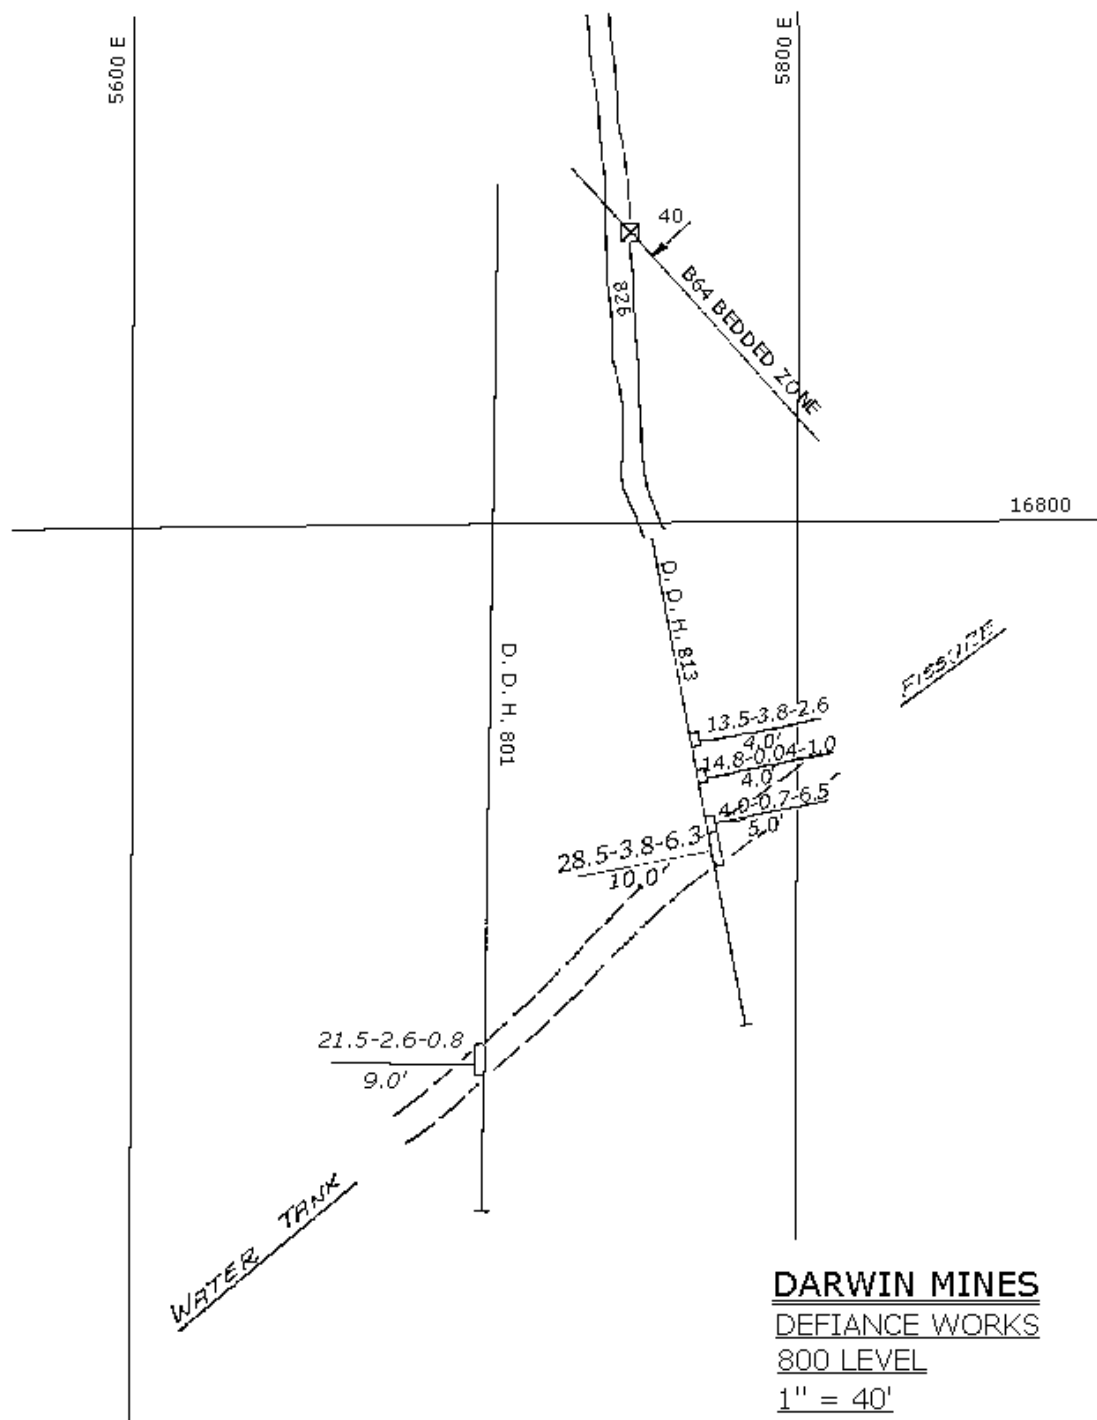 5600 E
5800 E
40
B64 BEDDED ZONE
826
16800
D. D. H. 813
FISSURE
D. D. H. 801
13.5-3.8-2.6
4.0'
14.8-0.04-1.0
4.0'
4.0-0.7-6.5
5.0'
28.5-3.8-6.3
10.0'
21.5-2.6-0.8
9.0'
WATER TANK
DARWIN MINES
DEFIANCE WORKS
800 LEVEL
1" = 40'